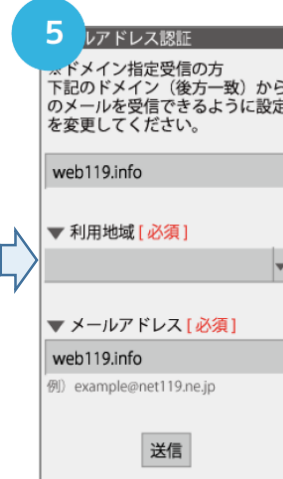 5
ルアドレス認証
※ドメイン指定受信の方
下記のドメイン（後方一致）から
のメールを受信できるように設定
を変更してください。
web119.info
▼ 利用地域 [ 必須 ]
▼ メールアドレス [ 必須 ]
web119.info
例） example@net119.ne.jp
送信